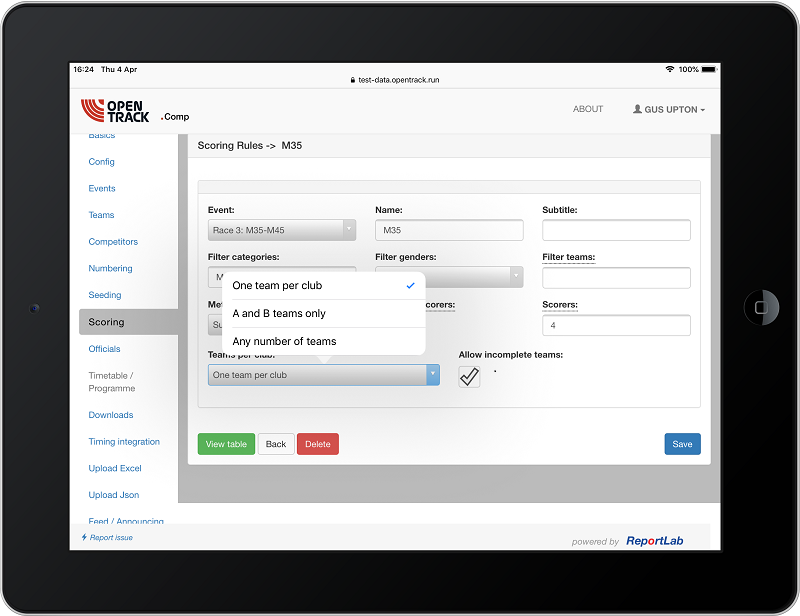 16:24 Thu 4 Apr
100%
test-data.opentrack.run
OPEN
TRACK
.Comp
ABOUT
GUS UPTON
Basics
Config
Events
Teams
Competitors
Numbering
Seeding
Scoring
Officials
Timetable /
Programme
Downloads
Timing integration
Upload Excel
Upload Json
Feed / Announcing
Scoring Rules -> M35
Event:
Name:
Subtitle:
Race 3: M35-M45
M35
Filter categories:
Filter genders:
Filter teams:
One team per club
A and B teams only
Any number of teams
Scorers:
4
Teams per club:
Allow incomplete teams:
One team per club
View table
Back
Delete
Save
Report issue
powered by ReportLab